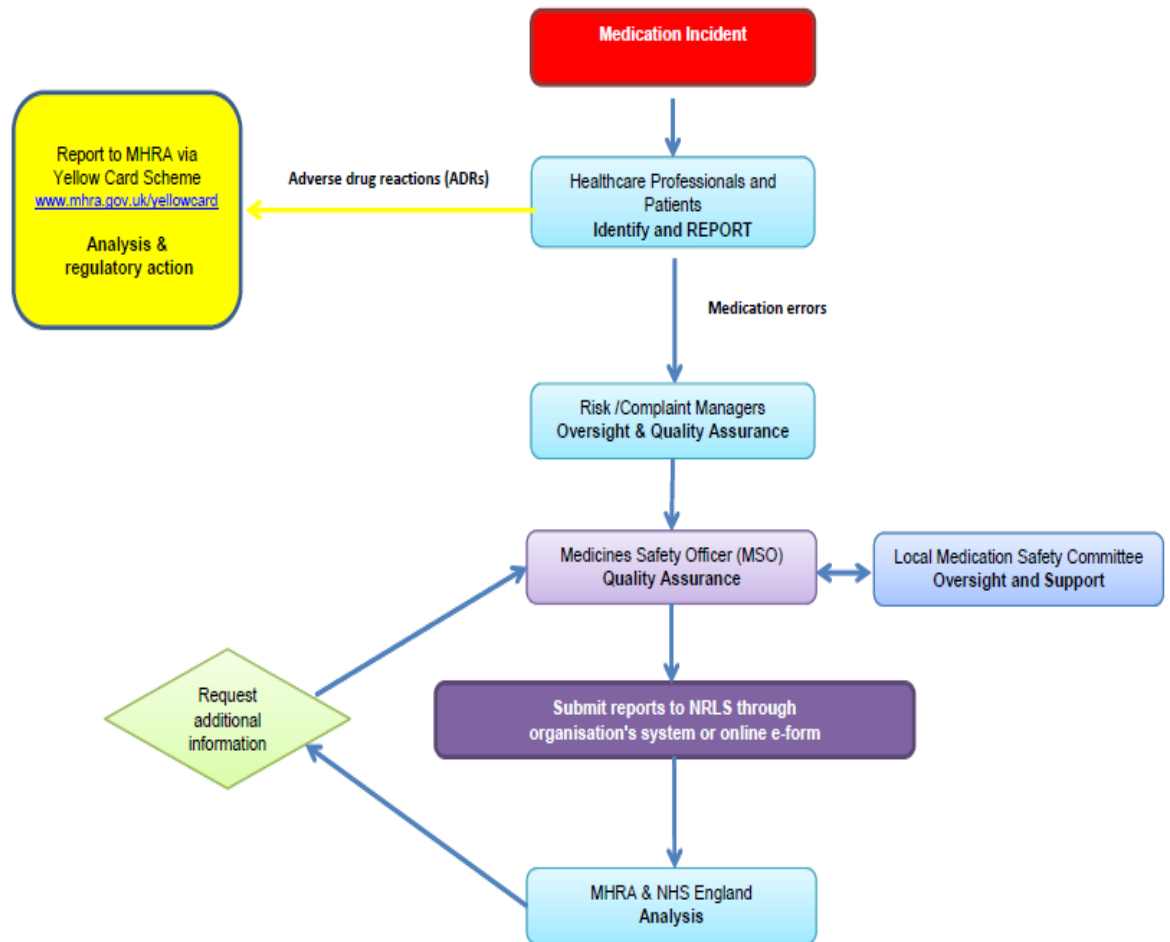 Medication Incident
Report to MHRA via
Yellow Card Scheme
www.mhra.gov.uk/yellowcard
Analysis &
regulatory action
Adverse drug reactions (ADRs)
Healthcare Professionals and
Patients
Identify and REPORT
Medication errors
Risk /Complaint Managers
Oversight & Quality Assurance
Medicines Safety Officer (MSO)
Quality Assurance
Local Medication Safety Committee
Oversight and Support
Request
additional
information
Submit reports to NRLS through
organisation's system or online e-form
MHRA & NHS England
Analysis